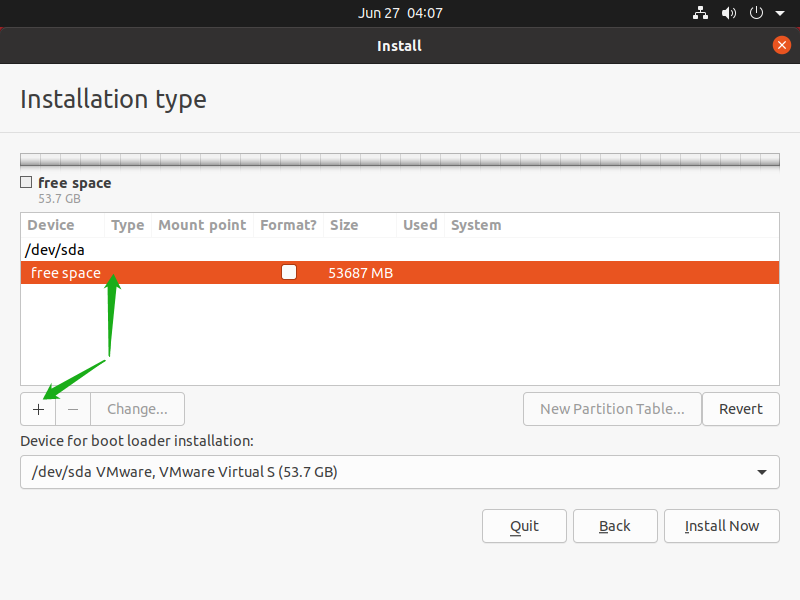 Jun 27 04:07
Install
Installation type
free space
53.7 GB
Device Type Mount point Format? Size Used System
/dev/sda
free space 53687 MB
+ − Change... New Partition Table... Revert
Device for boot loader installation:
/dev/sda VMware, VMware Virtual S (53.7 GB)
Quit Back Install Now